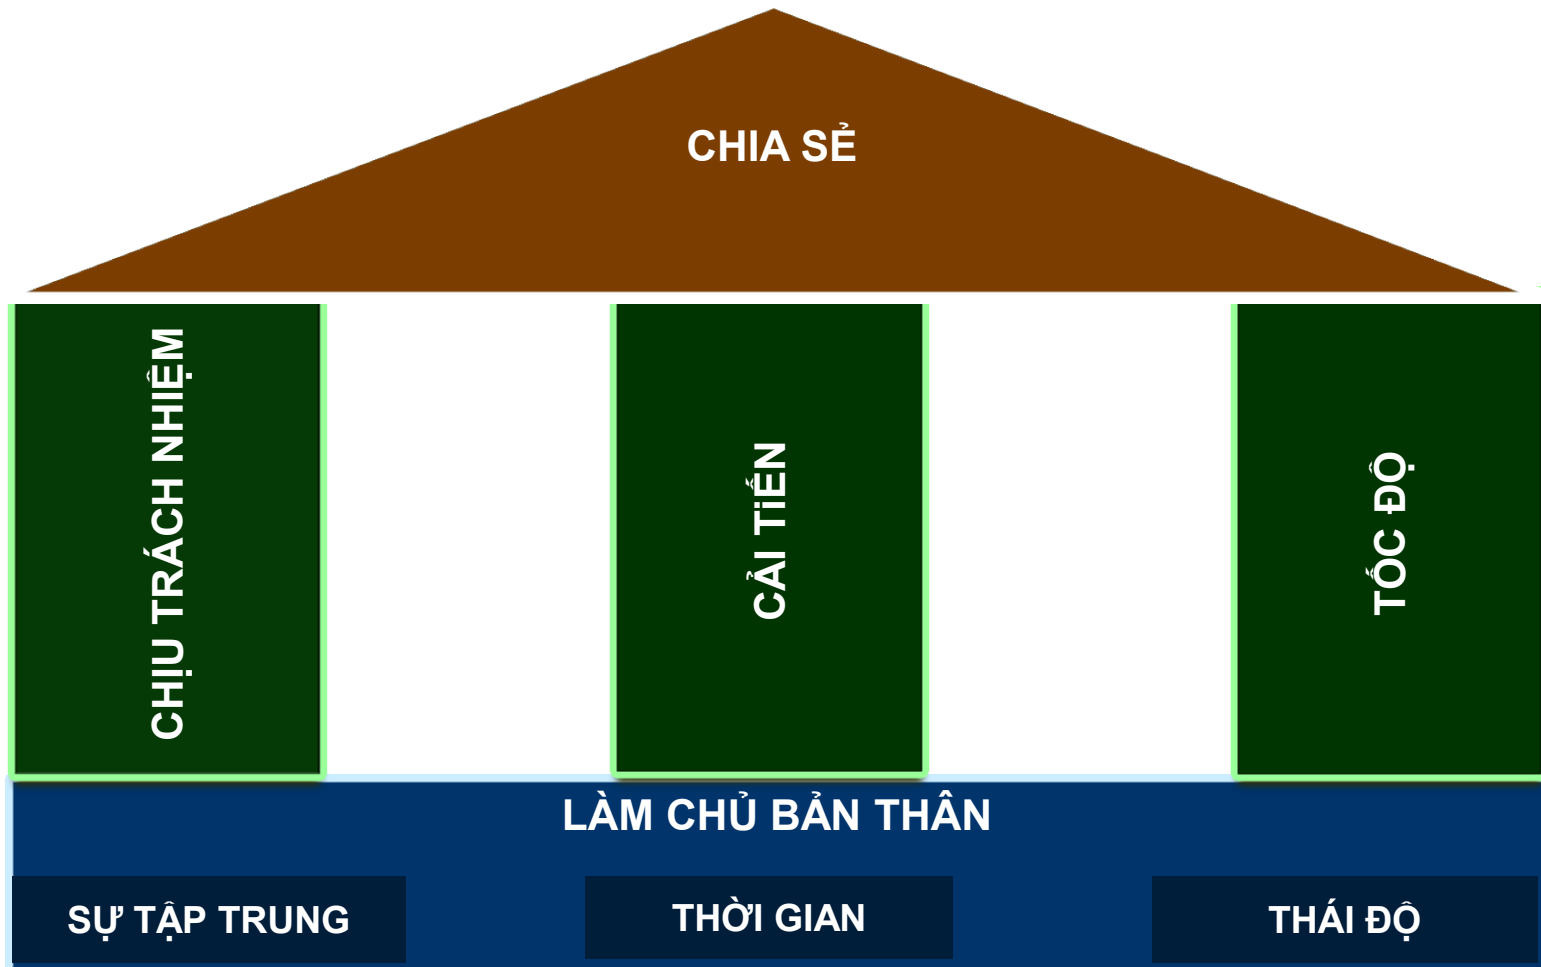 CHIA SẺ
CHỊU TRÁCH NHIỆM
CẢI TiẾN
TỐC ĐỘ
LÀM CHỦ BẢN THÂN
SỰ TẬP TRUNG
THỜI GIAN
THÁI ĐỘ